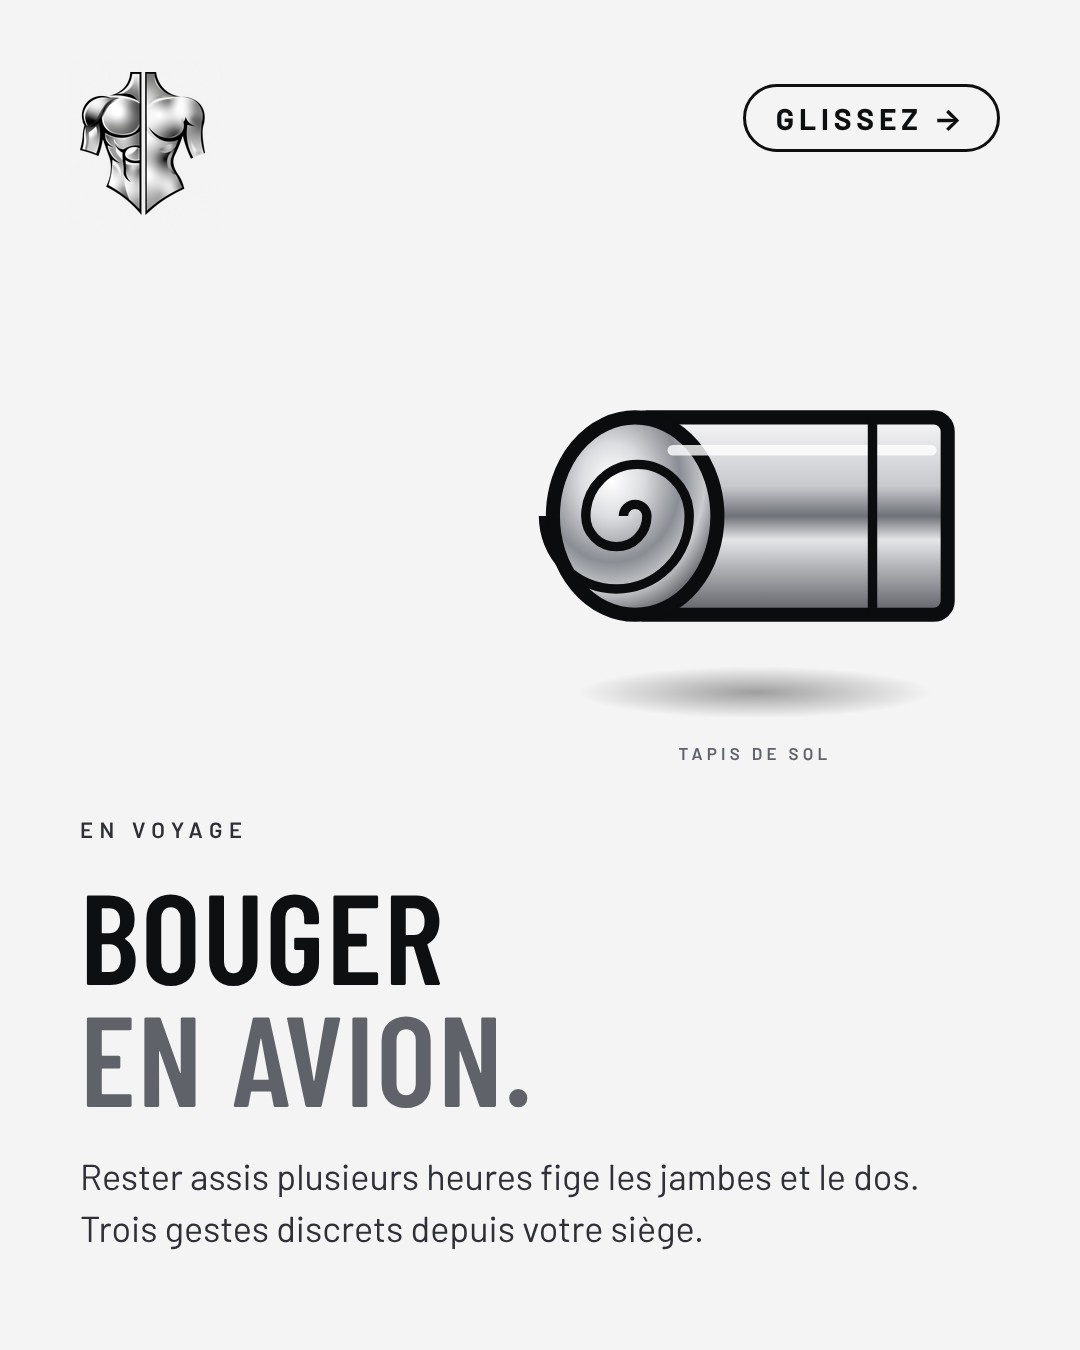 GLISSEZ →
TAPIS DE SOL
EN VOYAGE
BOUGER
EN AVION.
Rester assis plusieurs heures fige les jambes et le dos.
Trois gestes discrets depuis votre siège.